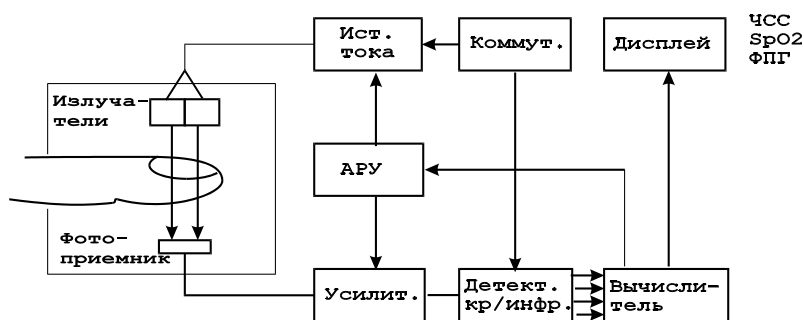 Ист.
тока
Коммут.
Дисплей
ЧСС
SpO2
ФПГ
Излуча-
тели
АРУ
Фото-
приемник
Усилит.
Детект.
кр/инфр.
Вычисли-
тель